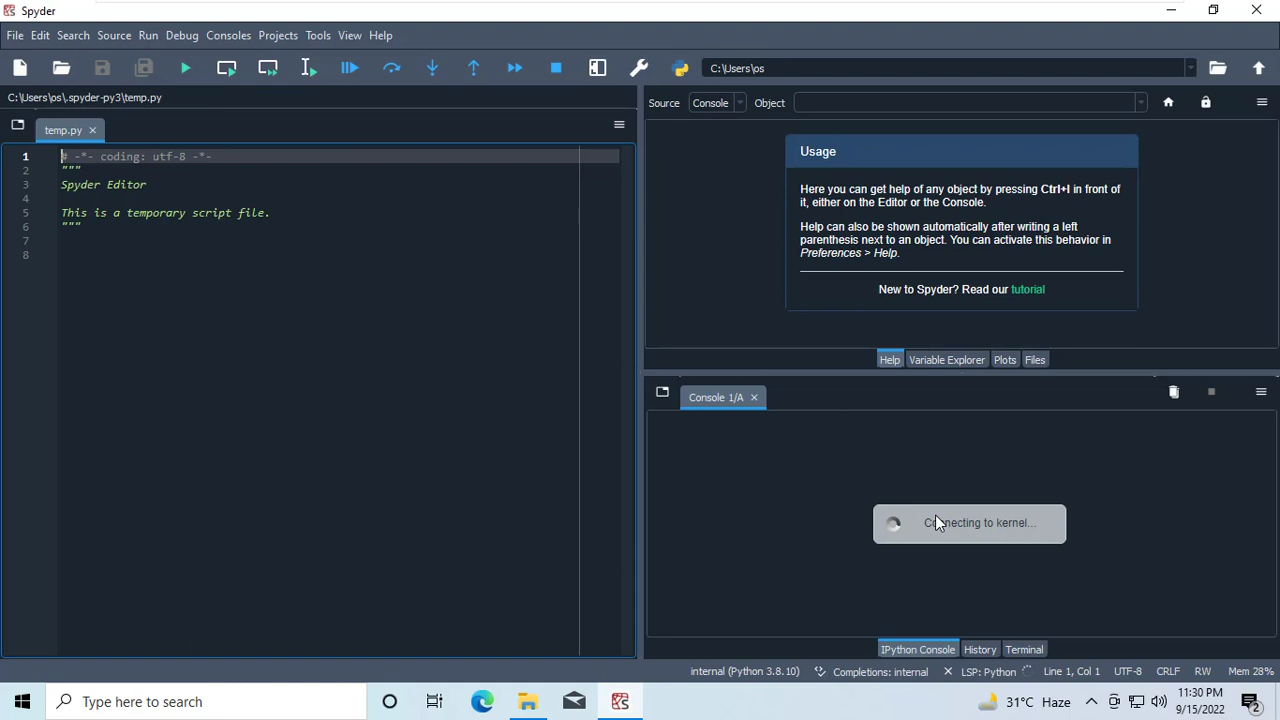 Spyder
File Edit Search Source Run Debug Consoles Projects Tools View Help
C:\Users\os
C:\Users\os\.spyder-py3\temp.py
temp.py
1 # -*- coding: utf-8 -*-
2 """
3 Spyder Editor
4
5 This is a temporary script file.
6 """
7
8
Source Console Object
Usage
Here you can get help of any object by pressing Ctrl+I in front of
it, either on the Editor or the Console.
Help can also be shown automatically after writing a left
parenthesis next to an object. You can activate this behavior in
Preferences > Help.
New to Spyder? Read our tutorial
Help Variable Explorer Plots Files
Console 1/A
Connecting to kernel...
IPython Console History Terminal
internal (Python 3.8.10) Completions: internal LSP: Python Line 1, Col 1 UTF-8 CRLF RW Mem 28%
Type here to search
31°C Haze
11:30 PM
9/15/2022
2